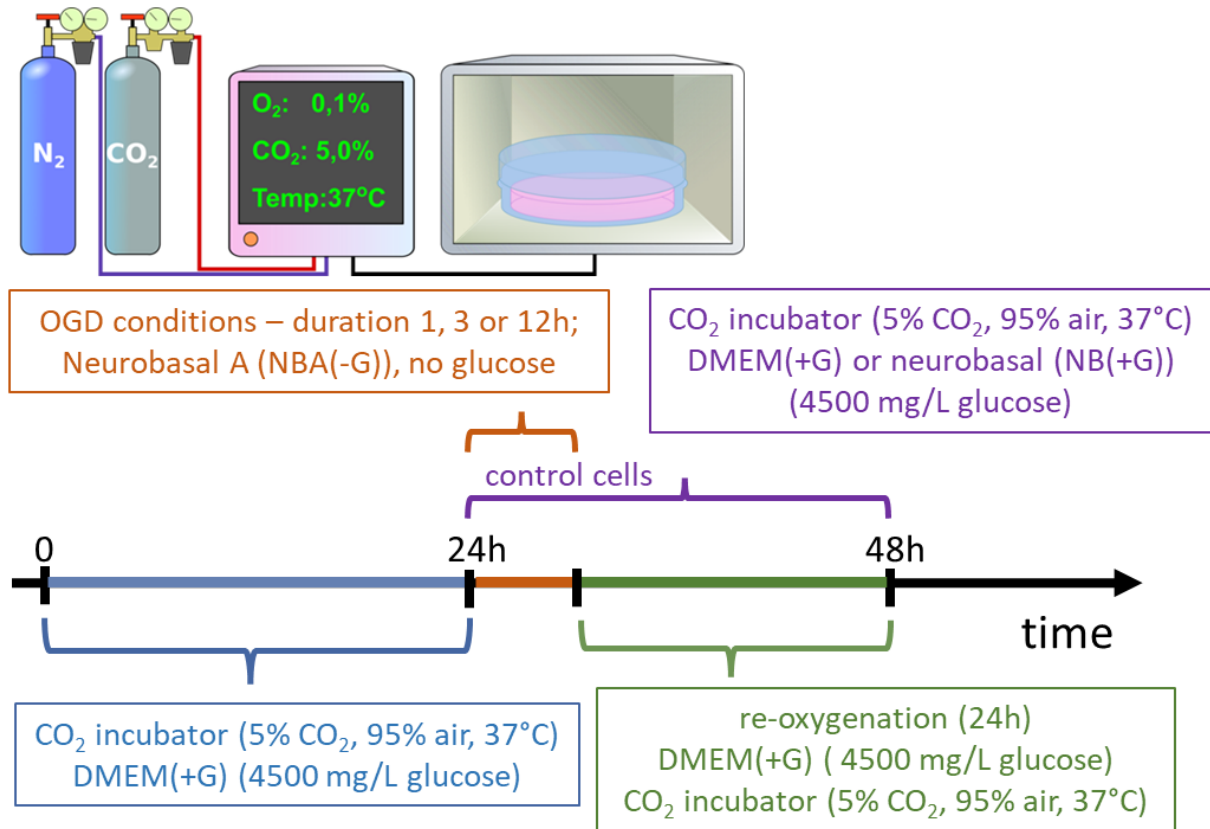 N₂
CO₂
O₂: 0,1%
CO₂: 5,0%
Temp:37°C
OGD conditions – duration 1, 3 or 12h;
Neurobasal A (NBA(-G)), no glucose
CO₂ incubator (5% CO₂, 95% air, 37°C)
DMEM(+G) or neurobasal (NB(+G))
(4500 mg/L glucose)
control cells
0
24h
48h
time
CO₂ incubator (5% CO₂, 95% air, 37°C)
DMEM(+G) (4500 mg/L glucose)
re-oxygenation (24h)
DMEM(+G) ( 4500 mg/L glucose)
CO₂ incubator (5% CO₂, 95% air, 37°C)